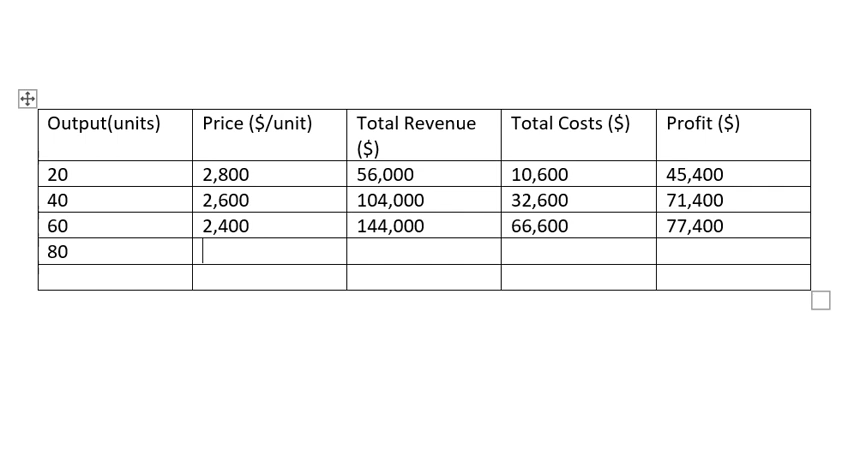 Output(units) Price ($/unit) Total Revenue ($) Total Costs ($) Profit ($)
20 2,800 56,000 10,600 45,400
40 2,600 104,000 32,600 71,400
60 2,400 144,000 66,600 77,400
80